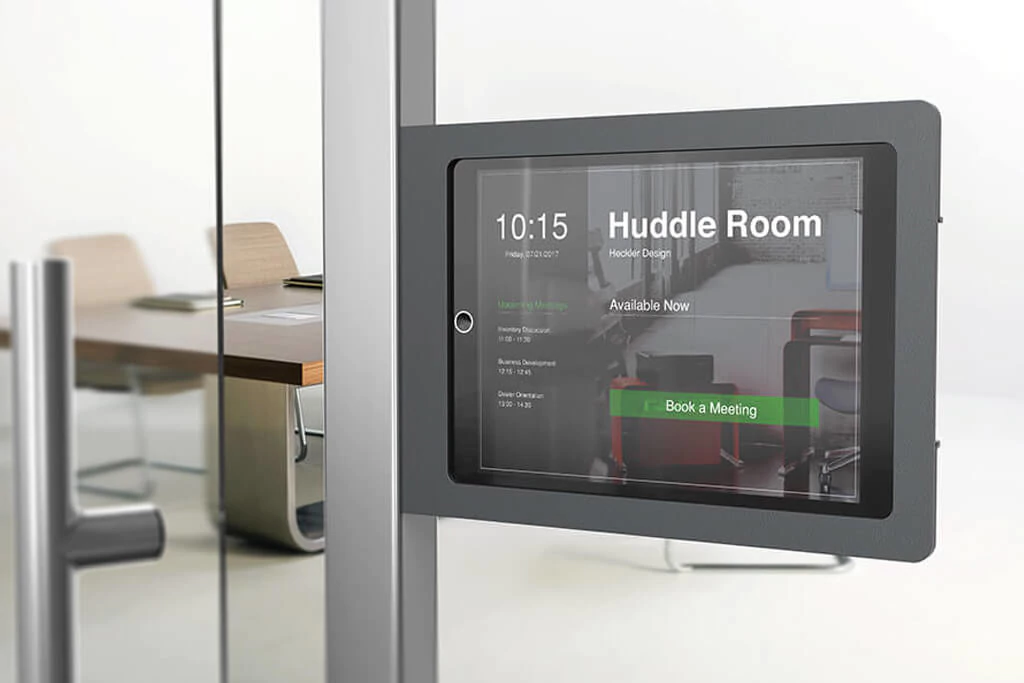 10:15
Friday, 07/21/2017
Upcoming Meetings
Inventory Discussion
11:00 - 11:30
Business Development
12:15 - 12:45
Dealer Orientation
13:30 - 14:30
Huddle Room
Heckler Design
Available Now
Book a Meeting